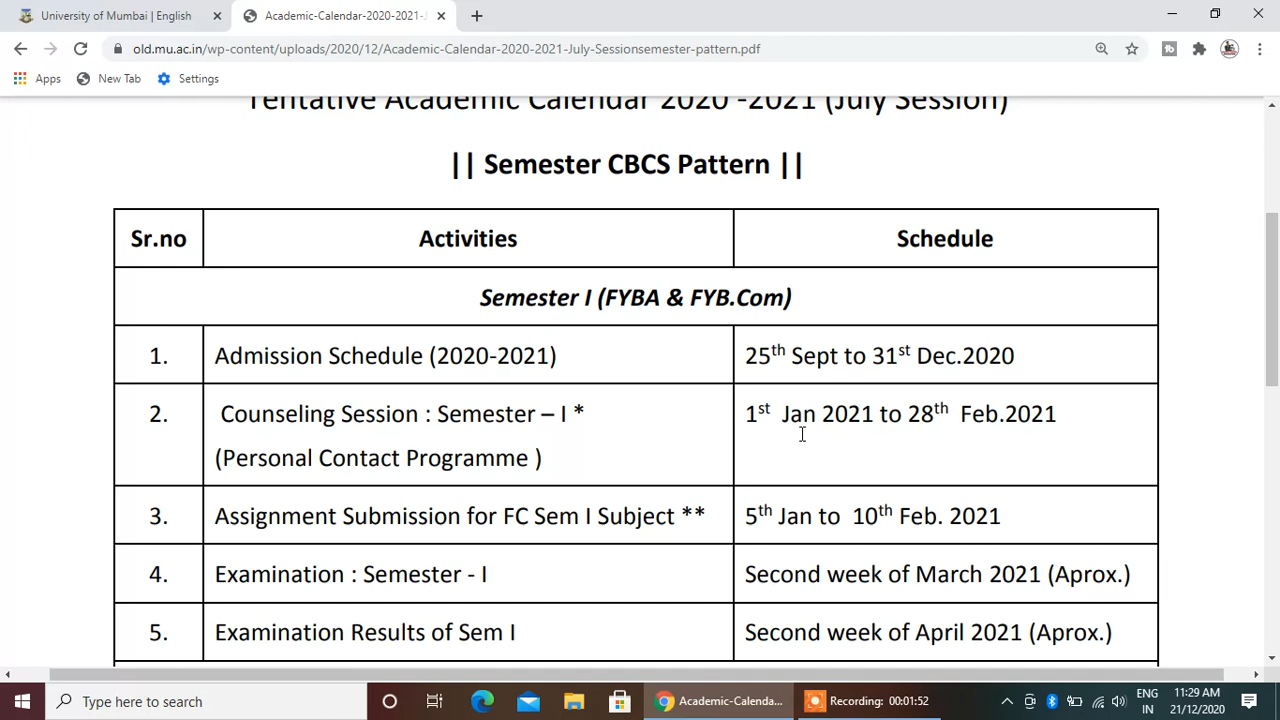 University of Mumbai | English
Academic-Calendar-2020-2021-J
old.mu.ac.in/wp-content/uploads/2020/12/Academic-Calendar-2020-2021-July-Sessionsemester-pattern.pdf
Apps New Tab Settings
Tentative Academic Calendar 2020 -2021 (July Session)
|| Semester CBCS Pattern ||
Sr.no Activities Schedule
Semester I (FYBA & FYB.Com)
1. Admission Schedule (2020-2021) 25th Sept to 31st Dec.2020
2. Counseling Session : Semester – I * 1st Jan 2021 to 28th Feb.2021
(Personal Contact Programme )
3. Assignment Submission for FC Sem I Subject ** 5th Jan to 10th Feb. 2021
4. Examination : Semester - I Second week of March 2021 (Aprox.)
5. Examination Results of Sem I Second week of April 2021 (Aprox.)
Type here to search
Academic-Calenda...
Recording: 00:01:52
ENG
IN
11:29 AM
21/12/2020